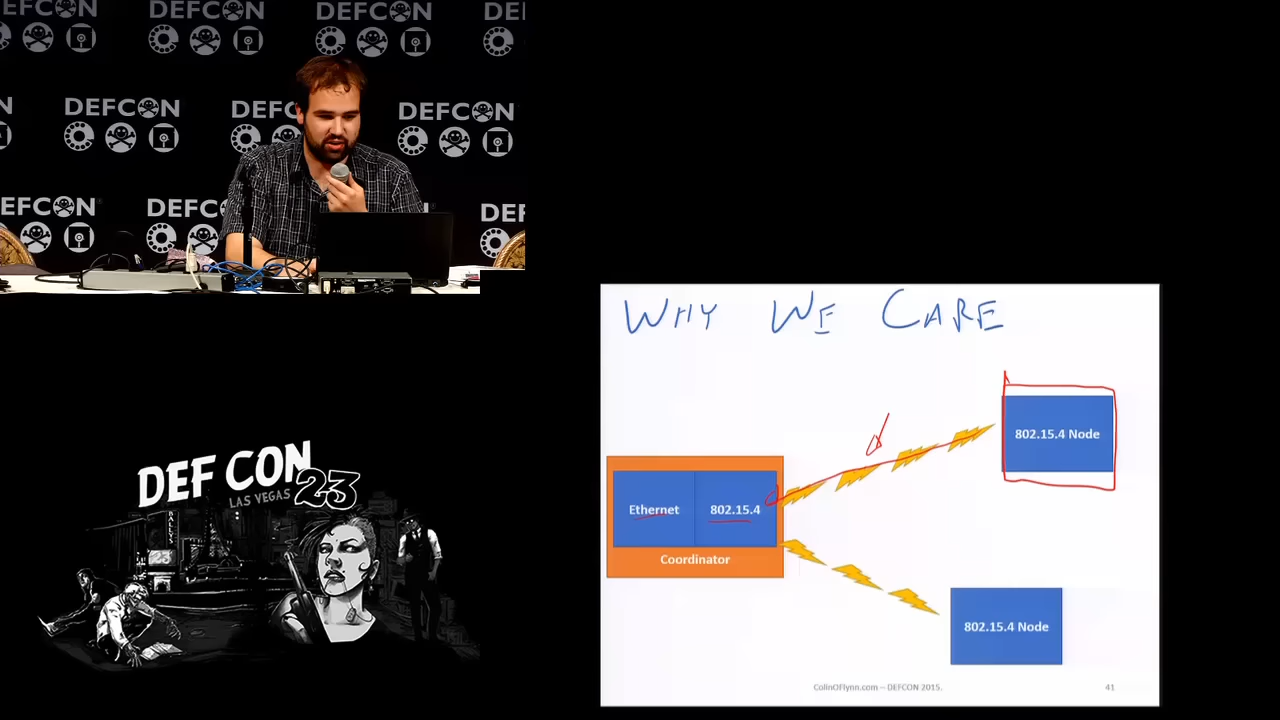 DEFCON
DEFCON
DEFCON
DEFCON
DEFCON
DEFCON
DEFCON
DEF CON 23
LAS VEGAS
BALLYS
WHY WE CARE
802.15.4 Node
Ethernet
802.15.4
Coordinator
802.15.4 Node
ColinOFlynn.com – DEFCON 2015.
41